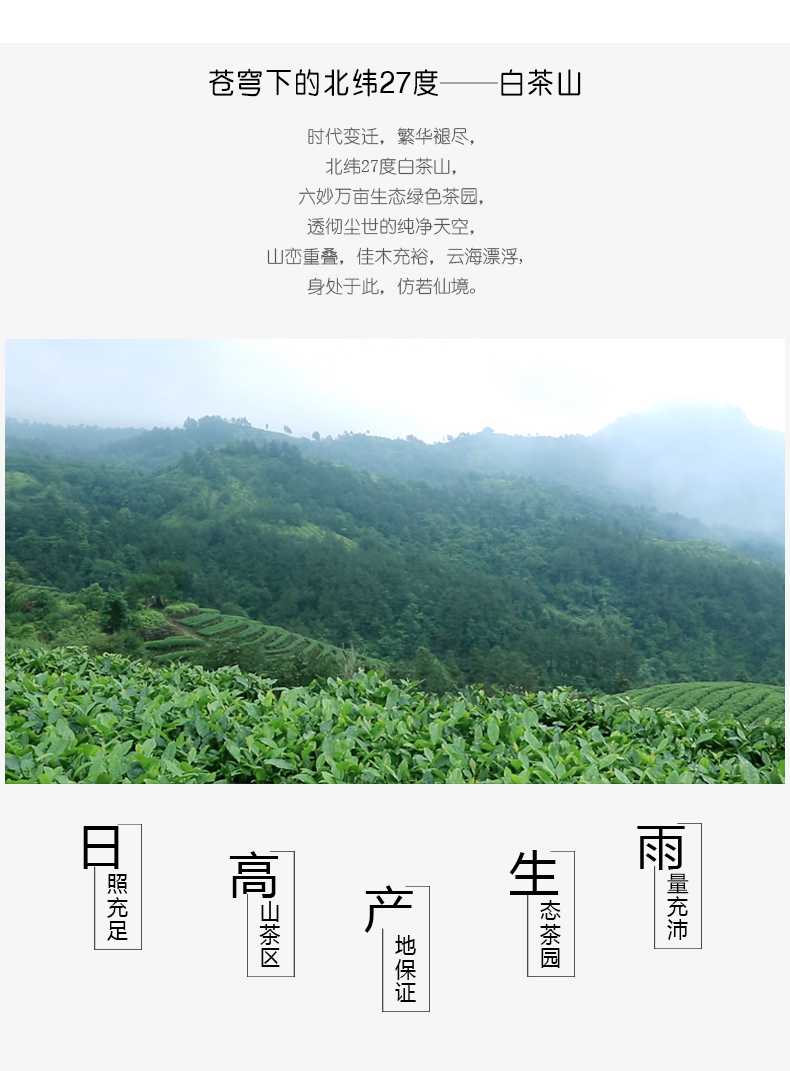 苍穹下的北纬27度——白茶山
时代变迁，繁华褪尽，
北纬27度白茶山，
六妙万亩生态绿色茶园，
透彻尘世的纯净天空，
山峦重叠，佳木充裕，云海漂浮，
身处于此，仿若仙境。
日照充足
高山茶区
产地保证
生态茶园
雨量充沛